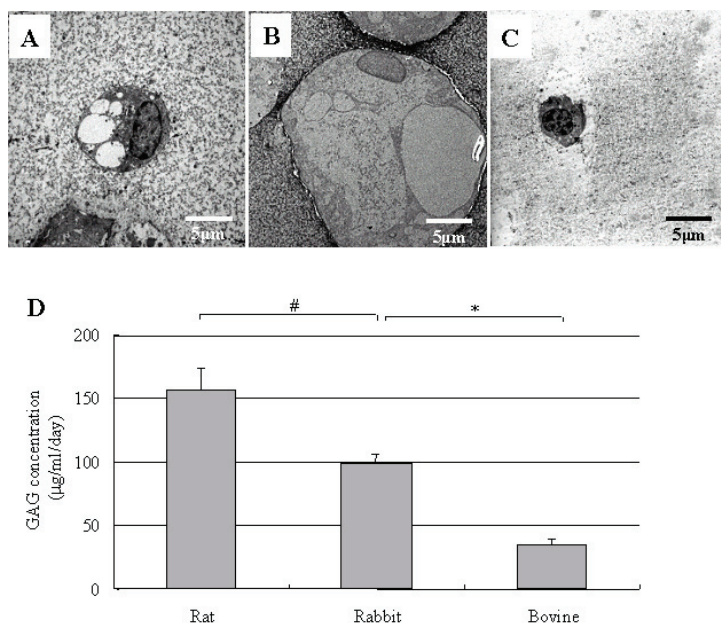 A
B
C
5µm
5µm
5µm
D
#
*
200
150
100
50
0
GAG concentration
(µg/ml/day)
Rat
Rabbit
Bovine